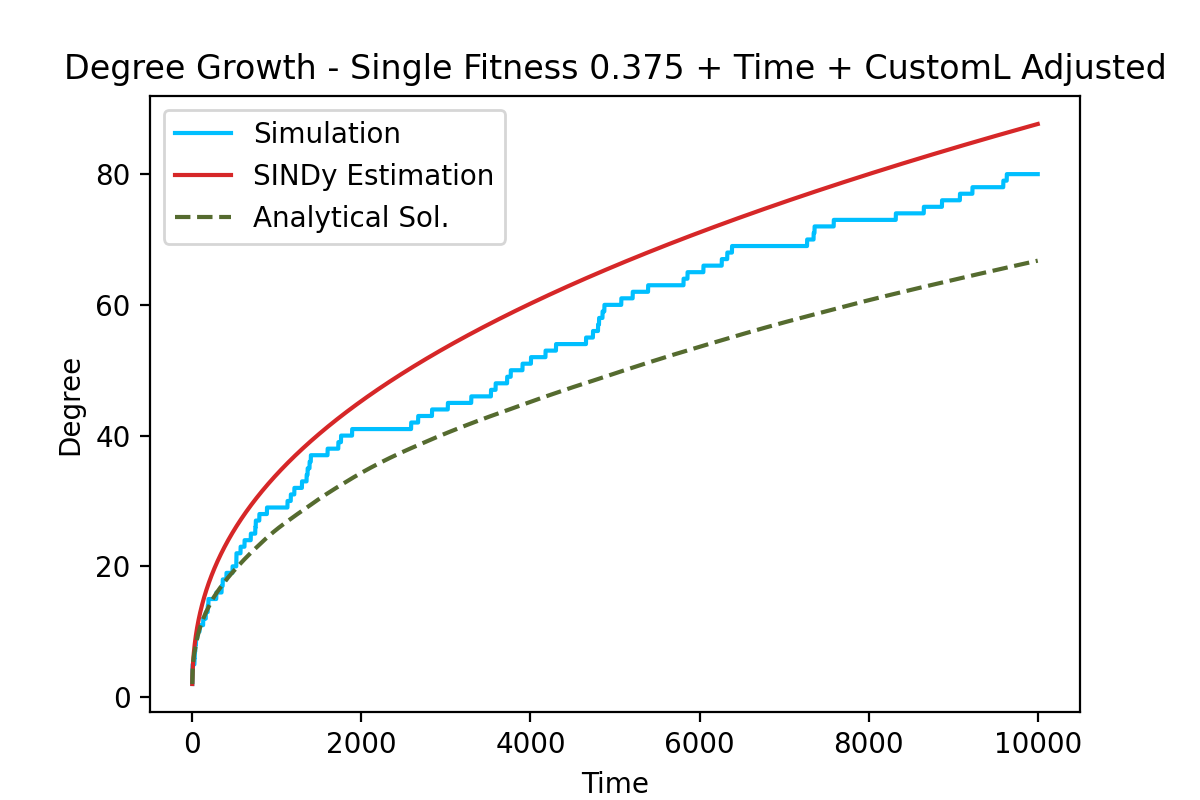 Degree Growth - Single Fitness 0.375 + Time + CustomL Adjusted
Simulation
SINDy Estimation
Analytical Sol.
80
60
40
20
0
Degree
0 2000 4000 6000 8000 10000
Time